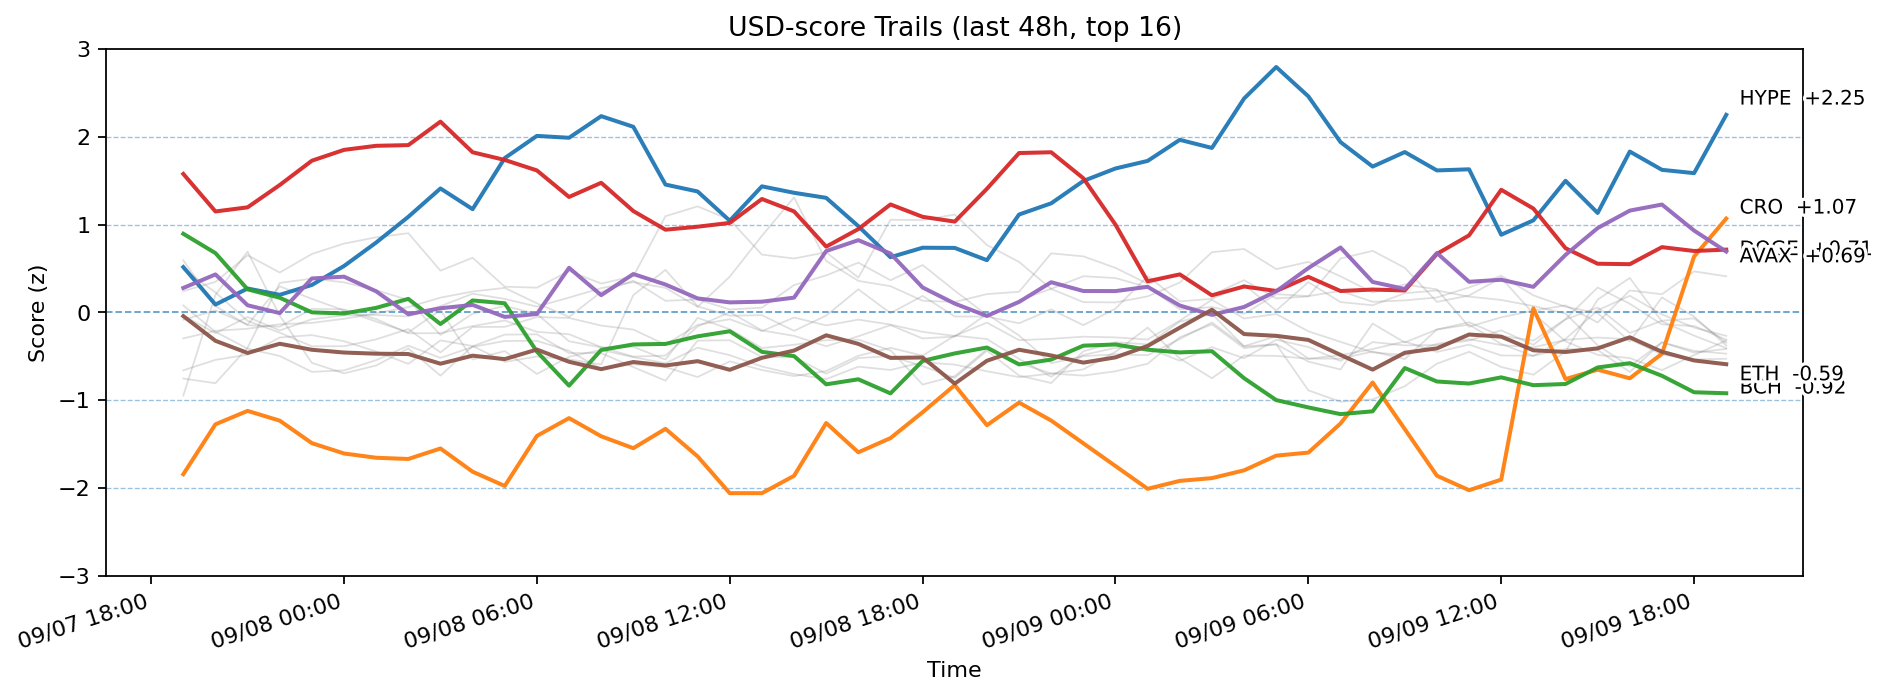 USD-score Trails (last 48h, top 16)
Score (z)
3
2
1
0
−1
−2
−3
HYPE +2.25
CRO +1.07
DOGE +0.71
AVAX +0.69
ETH -0.59
BCH -0.92
09/07 18:00
09/08 00:00
09/08 06:00
09/08 12:00
09/08 18:00
09/09 00:00
09/09 06:00
09/09 12:00
09/09 18:00
Time